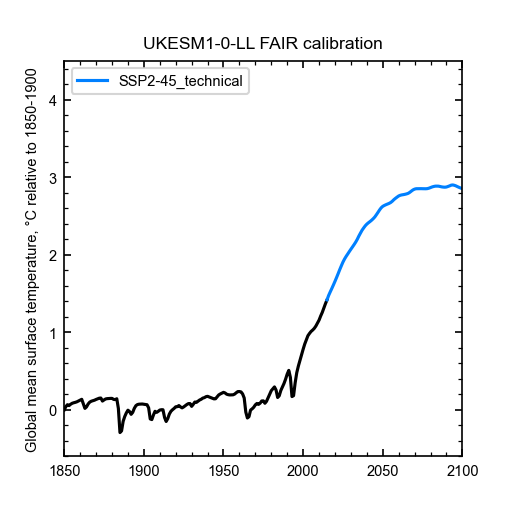 UKESM1-0-LL FAIR calibration
SSP2-45_technical
Global mean surface temperature, °C relative to 1850-1900
4
3
2
1
0
1850 1900 1950 2000 2050 2100